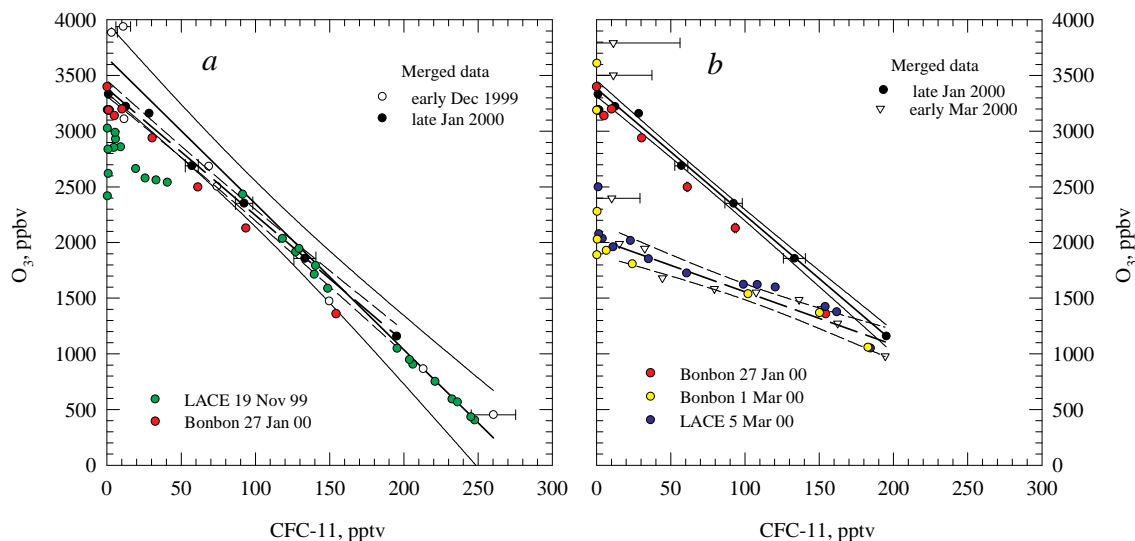 a
Merged data
early Dec 1999
late Jan 2000
LACE 19 Nov 99
Bonbon 27 Jan 00
O3, ppbv
4000
3500
3000
2500
2000
1500
1000
500
0
0 50 100 150 200 250 300
CFC-11, pptv
b
Merged data
late Jan 2000
early Mar 2000
Bonbon 27 Jan 00
Bonbon 1 Mar 00
LACE 5 Mar 00
4000
3500
3000
2500
2000
1500
1000
500
0
O3, ppbv
0 50 100 150 200 250 300
CFC-11, pptv